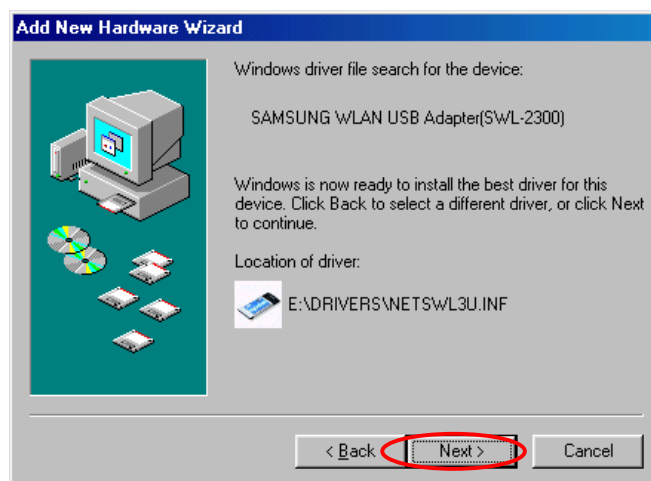 Add New Hardware Wizard
Windows driver file search for the device:
SAMSUNG WLAN USB Adapter(SWL-2300)
Windows is now ready to install the best driver for this
device. Click Back to select a different driver, or click Next
to continue.
Location of driver:
E:\DRIVERS\NETSWL3U.INF
< Back Next > Cancel